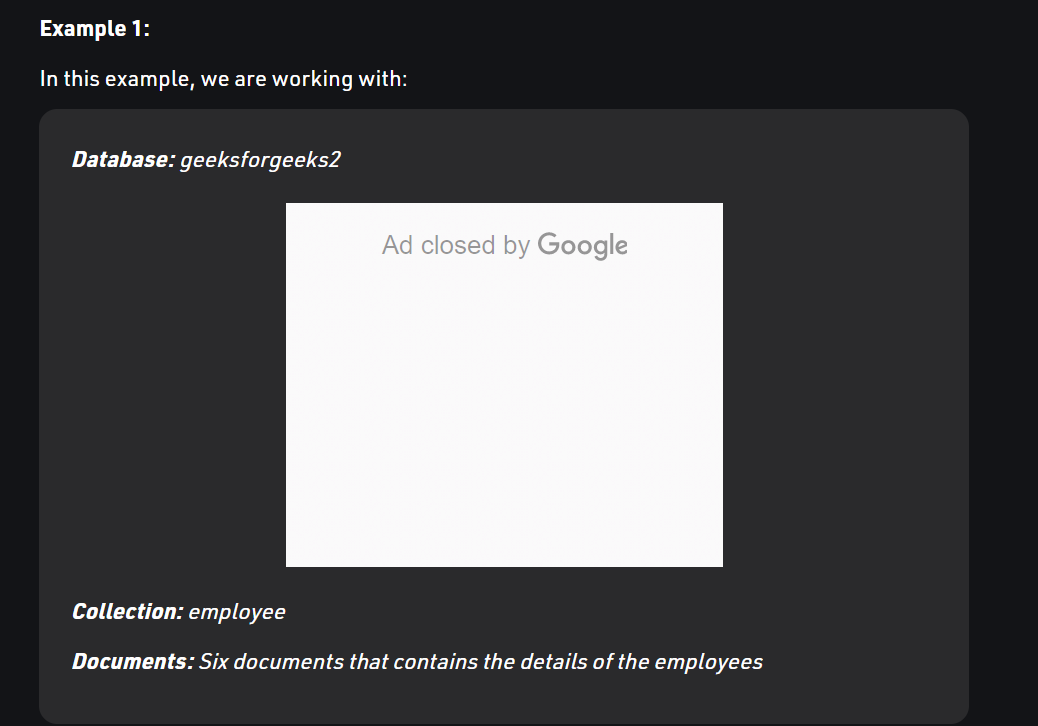 Example 1:
In this example, we are working with:
Database: geeksforgeeks2
Ad closed by Google
Collection: employee
Documents: Six documents that contains the details of the employees